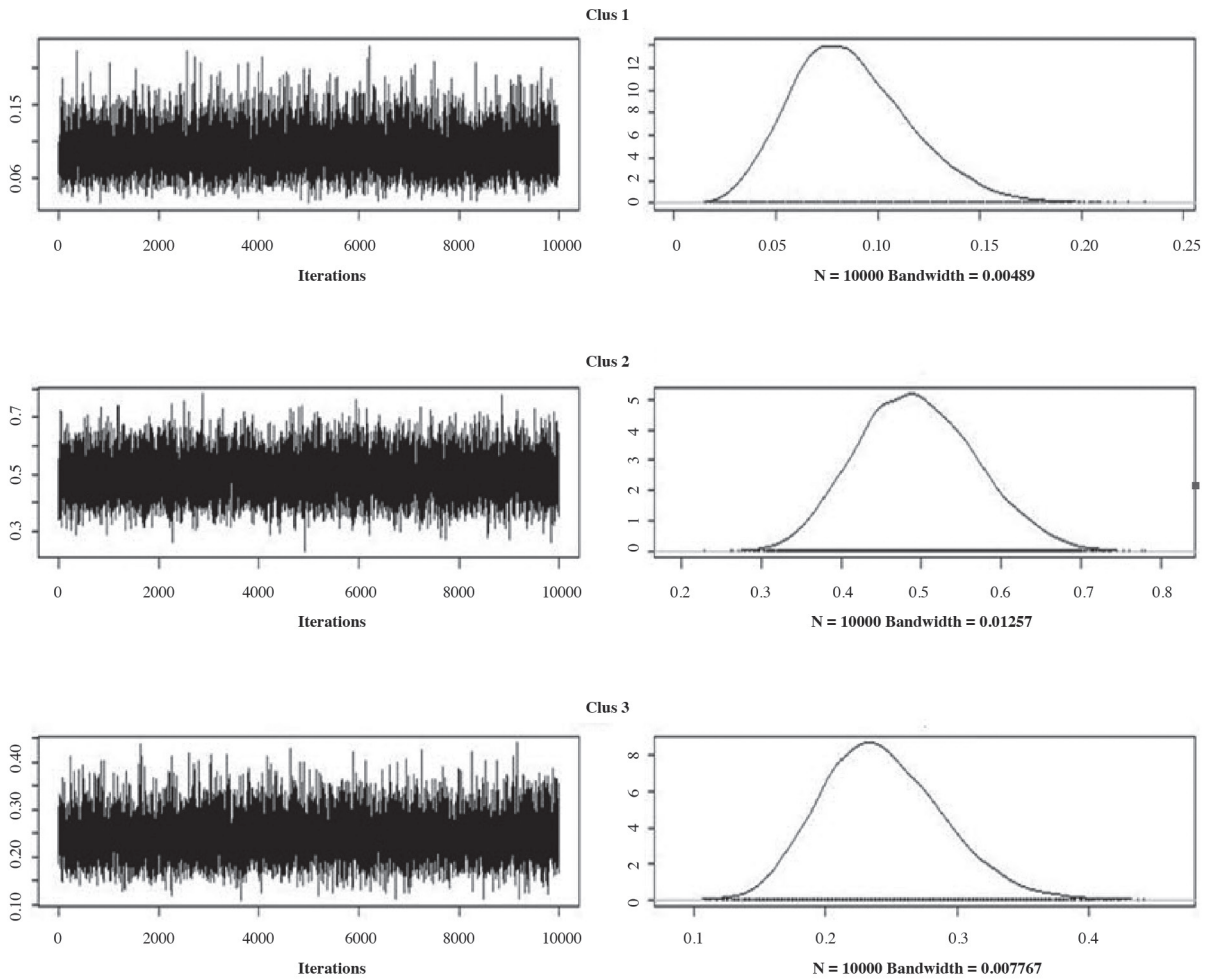 Clus 1
0.15
0.06
0 2000 4000 6000 8000 10000
Iterations
12
10
8
6
4
2
0
0 0.05 0.10 0.15 0.20 0.25
N = 10000 Bandwidth = 0.00489
Clus 2
0.7
0.5
0.3
0 2000 4000 6000 8000 10000
Iterations
5
4
3
2
1
0
0.2 0.3 0.4 0.5 0.6 0.7 0.8
N = 10000 Bandwidth = 0.01257
Clus 3
0.40
0.30
0.20
0.10
0 2000 4000 6000 8000 10000
Iterations
8
6
4
2
0
0.1 0.2 0.3 0.4
N = 10000 Bandwidth = 0.007767